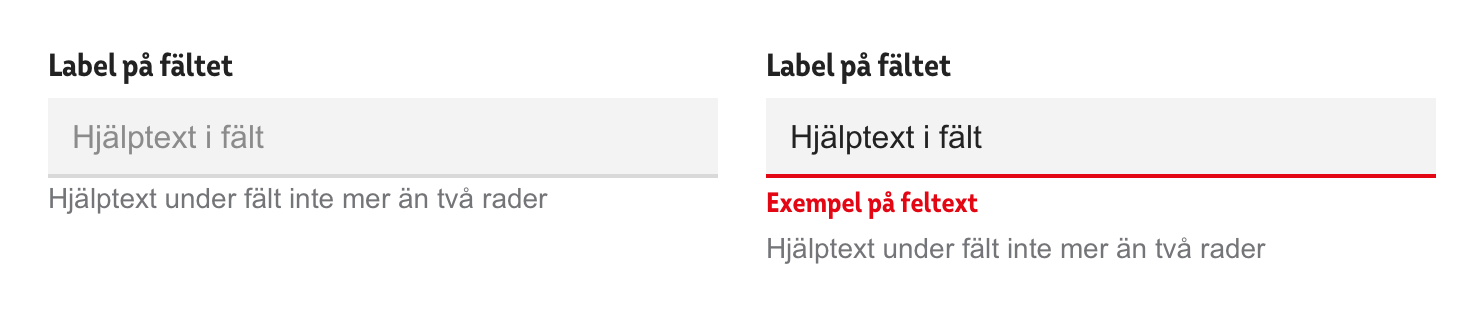 Label på fältet
Hjälptext i fält
Hjälptext under fält inte mer än två rader
Label på fältet
Hjälptext i fält
Exempel på feltext
Hjälptext under fält inte mer än två rader